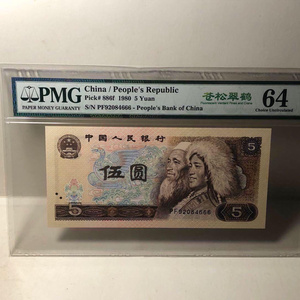 PMG
PAPER MONEY GUARANTY
China / People's Republic
Pick# 886f 1980 5 Yuan
S/N PF92084666 - People's Bank of China
苍松翠鹤
64
Choice Uncirculated
中国人民银行
5
伍圆
5
PF92084666
5